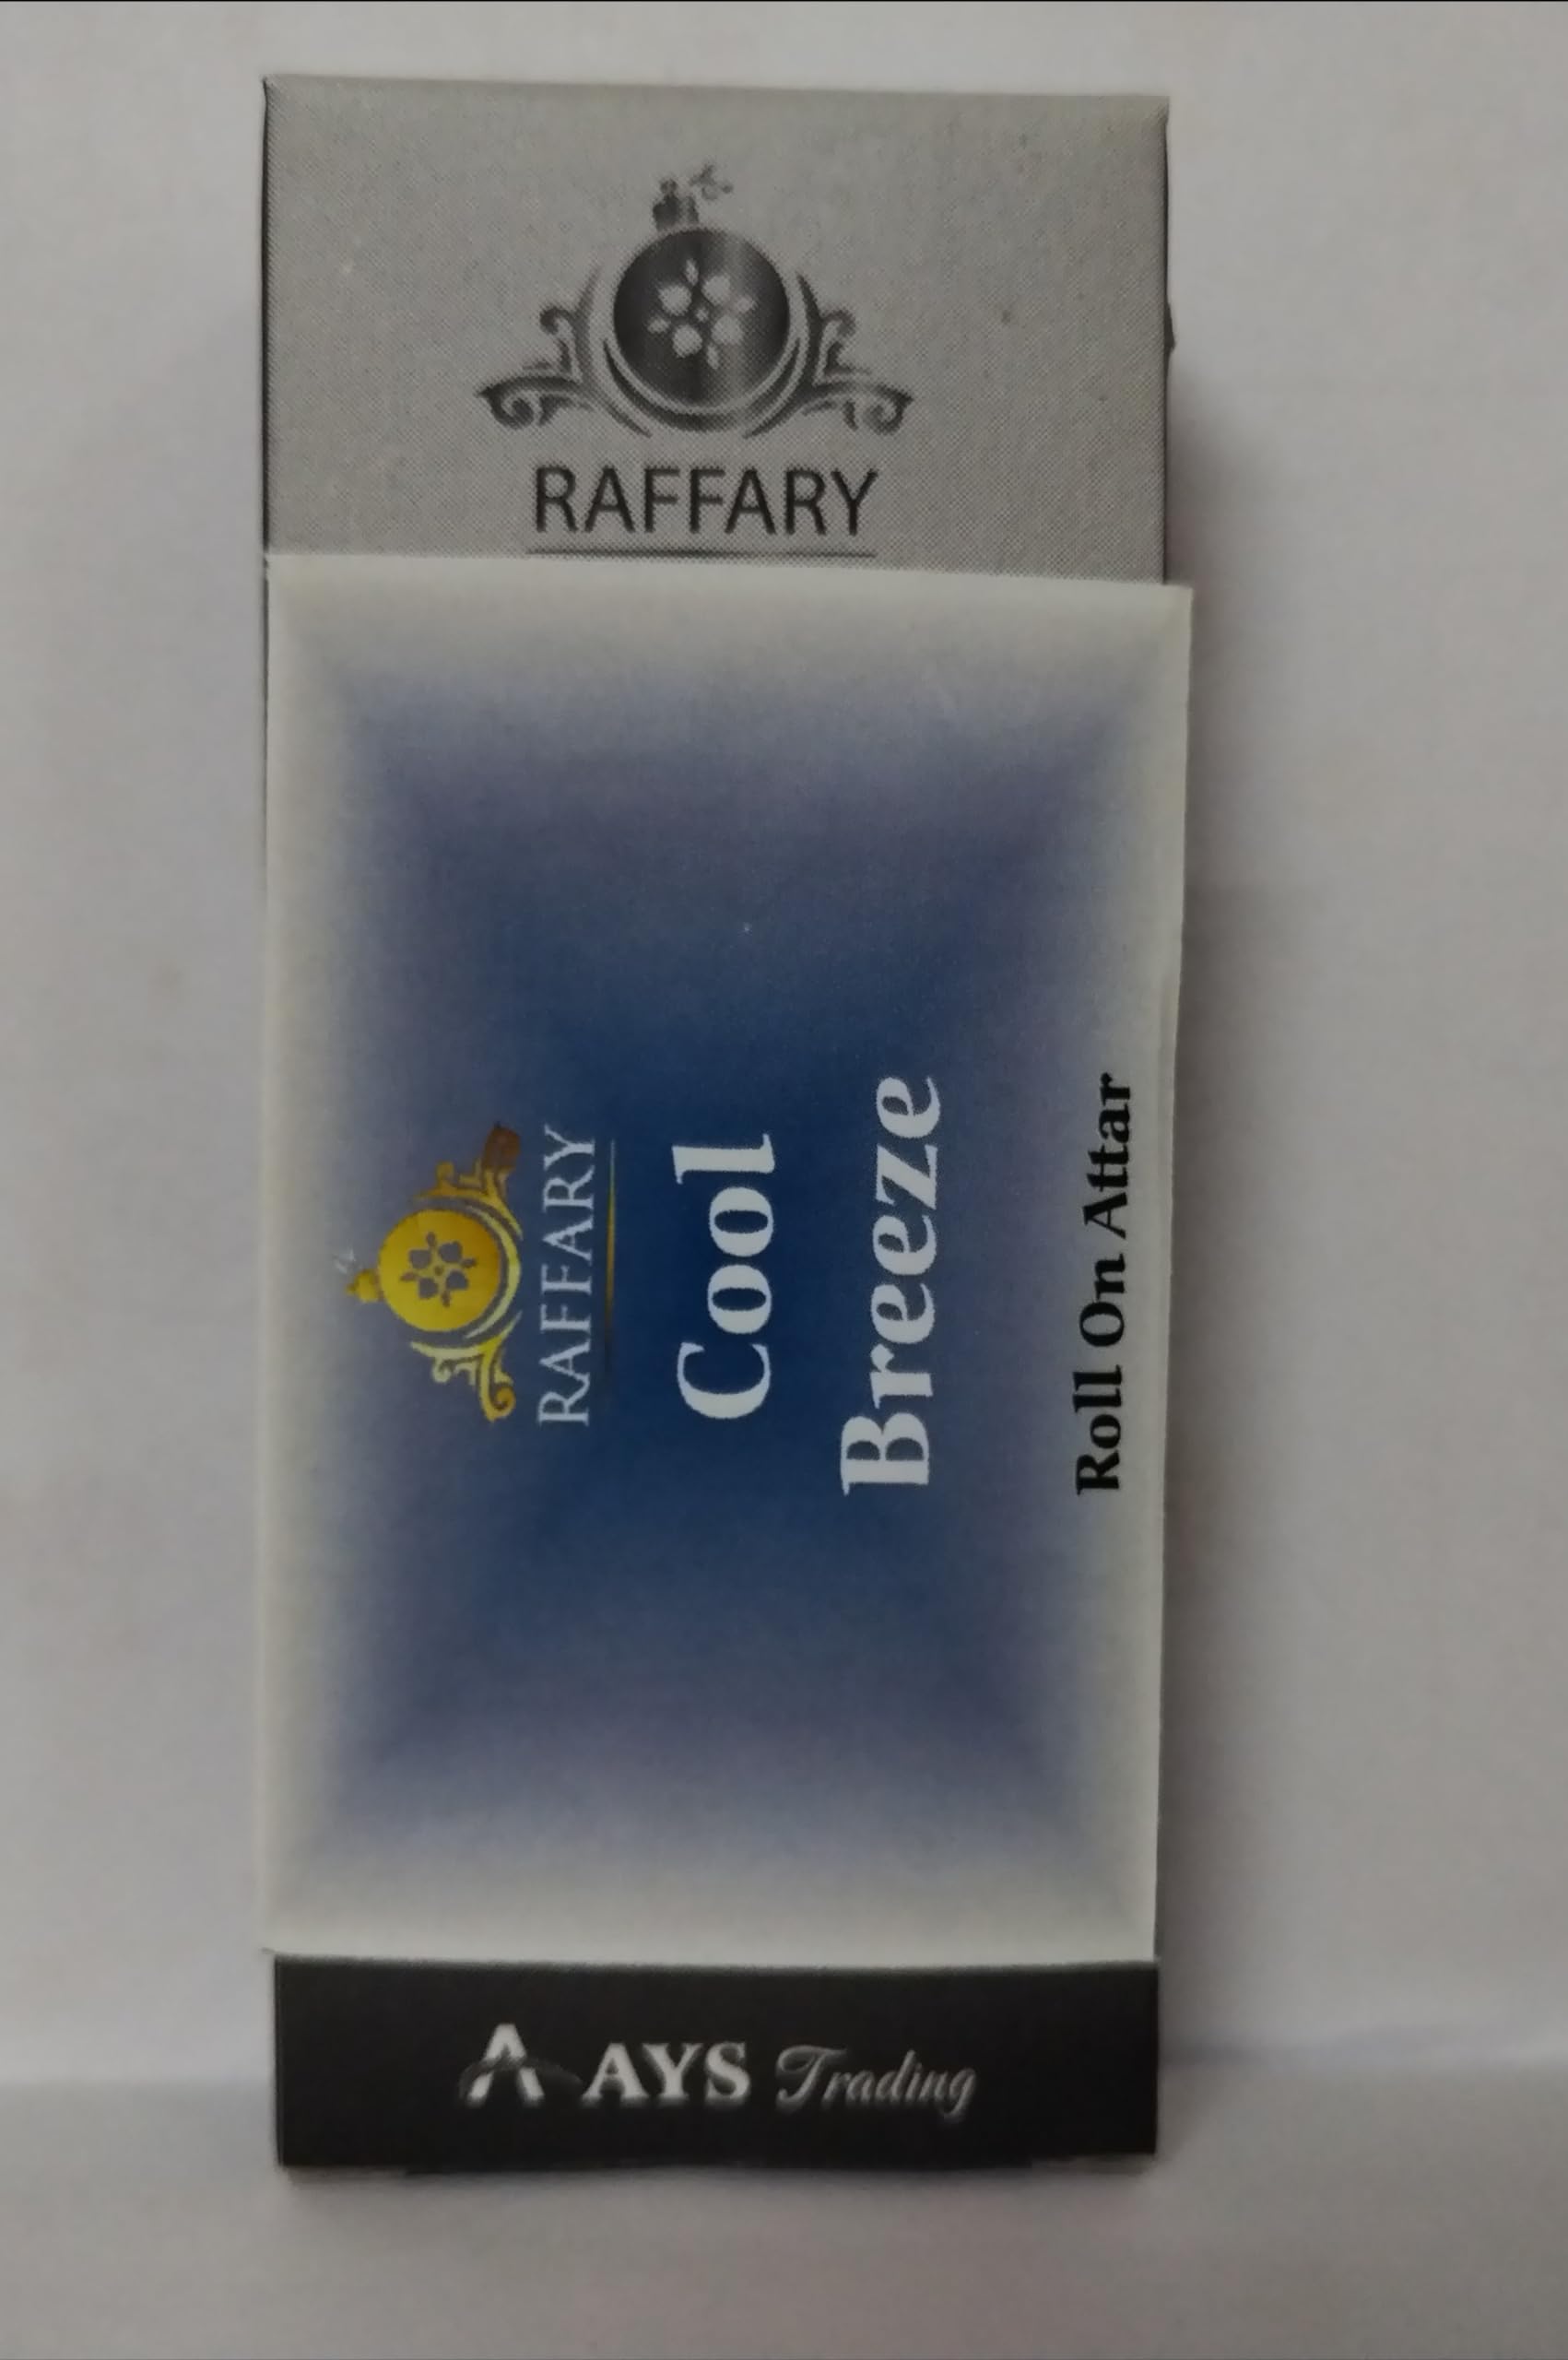 RAFFARY
RAFFARY
Cool
Breeze
Roll On Attar
A AYS Trading